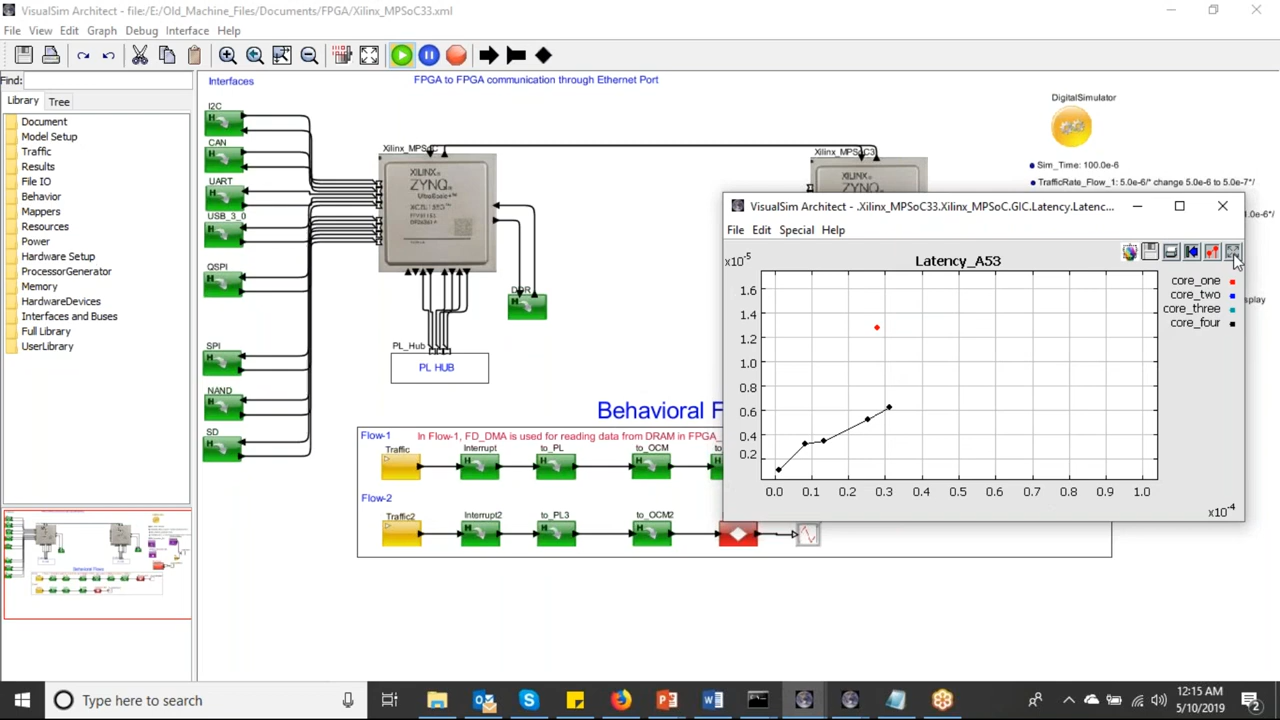 VisualSim Architect - file:/E:/Old_Machine_Files/Documents/FPGA/Xilinx_MPSoC33.xml
File View Edit Graph Debug Interface Help
Find:
Library Tree
Document
Model Setup
Traffic
Results
File IO
Behavior
Mappers
Resources
Power
Hardware Setup
ProcessorGenerator
Memory
HardwareDevices
Interfaces and Buses
Full Library
UserLibrary
Interfaces
FPGA to FPGA communication through Ethernet Port
I2C
CAN
UART
USB_3_0
QSPI
SPI
NAND
SD
XILINX
ZYNQ
DDR
PL_Hub
PL HUB
Xilinx_MPSoC3
XILINX
ZYNQ
DigitalSimulator
Sim_Time: 100.0e-6
TrafficRate_Flow_1: 5.0e-6/* change 5.0e-6 to 5.0e-7*/
VisualSim Architect - .Xilinx_MPSoC33.Xilinx_MPSoC.GIC.Latency.Latenc...
File Edit Special Help
Latency_A53
x10^-5
1.6
1.4
1.2
1.0
0.8
0.6
0.4
0.2
0.0 0.1 0.2 0.3 0.4 0.5 0.6 0.7 0.8 0.9 1.0
x10^-4
core_one
core_two
core_three
core_four
Behavioral F
Flow-1 In Flow-1, FD_DMA is used for reading data from DRAM in FPGA_
Traffic Interrupt to_PL to_OCM
Flow-2
Traffic2 Interrupt2 to_PL3 to_OCM2
Type here to search
12:15 AM
5/10/2019
2